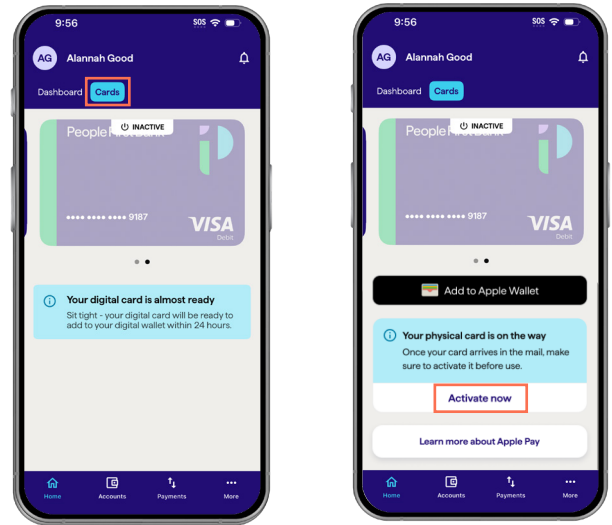 9:56
SOS
AG
Alannah Good
Dashboard
Cards
INACTIVE
People
•••• •••• •••• 9187
VISA
Debit
Your digital card is almost ready
Sit tight - your digital card will be ready to
add to your digital wallet within 24 hours.
Home
Accounts
Payments
More
9:56
SOS
AG
Alannah Good
Dashboard
Cards
INACTIVE
People
•••• •••• •••• 9187
VISA
Debit
Add to Apple Wallet
Your physical card is on the way
Once your card arrives in the mail, make
sure to activate it before use.
Activate now
Learn more about Apple Pay
Home
Accounts
Payments
More